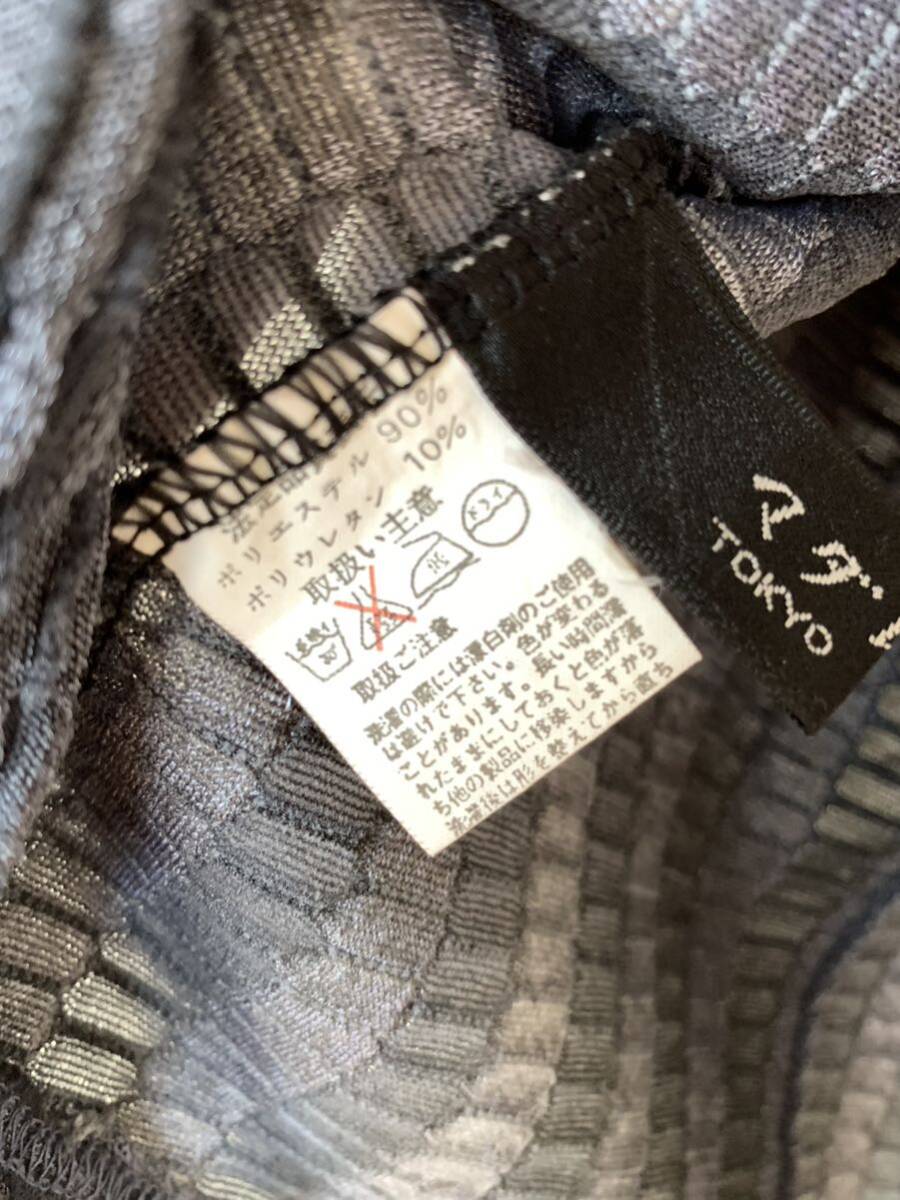 ポリエステル 90%
ポリウレタン 10%
取扱い主意
ドライ
取扱ご注意
洗濯の際には漂白剤のご使用
は避けて下さい。色が変わる
ことがあります。長い時間濡
れたままにしておくと色が落
ち他の製品に移染しますから
洗濯後は形を整えてから直ち
マダ
TOKYO